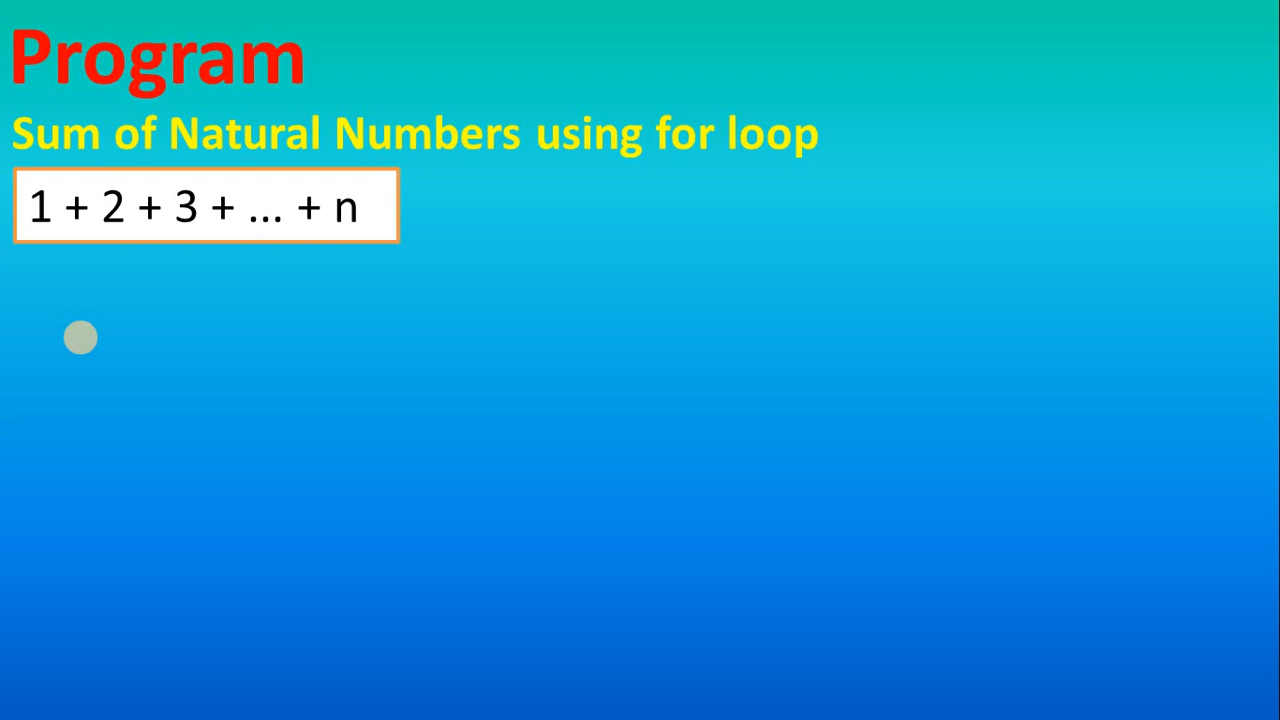 Program
Sum of Natural Numbers using for loop
1 + 2 + 3 + ... + n